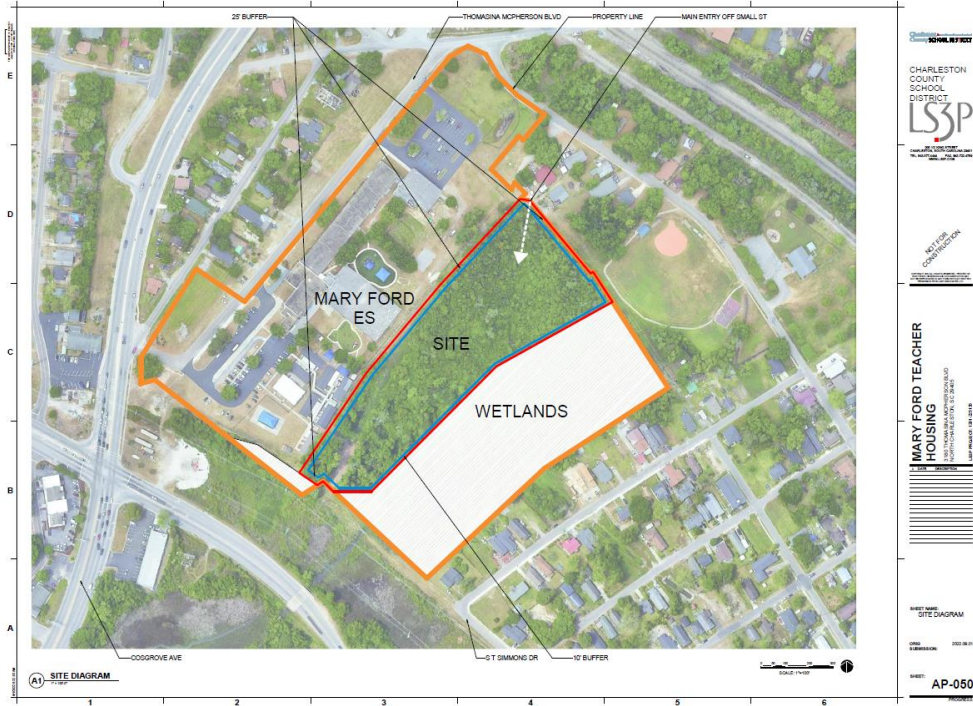 25' BUFFER
THOMASINA MCPHERSON BLVD
PROPERTY LINE
MAIN ENTRY OFF SMALL ST
E
D
C
B
A
MARY FORD
ES
SITE
WETLANDS
COSGROVE AVE
S T SIMMONS DR
10' BUFFER
A1
SITE DIAGRAM
1
2
3
4
5
6
CHARLESTON
COUNTY
SCHOOL
DISTRICT
LS3P
NOT FOR
CONSTRUCTION
MARY FORD TEACHER
HOUSING
SHEET NAME:
SITE DIAGRAM
SUBMISSION:
SHEET:
AP-050